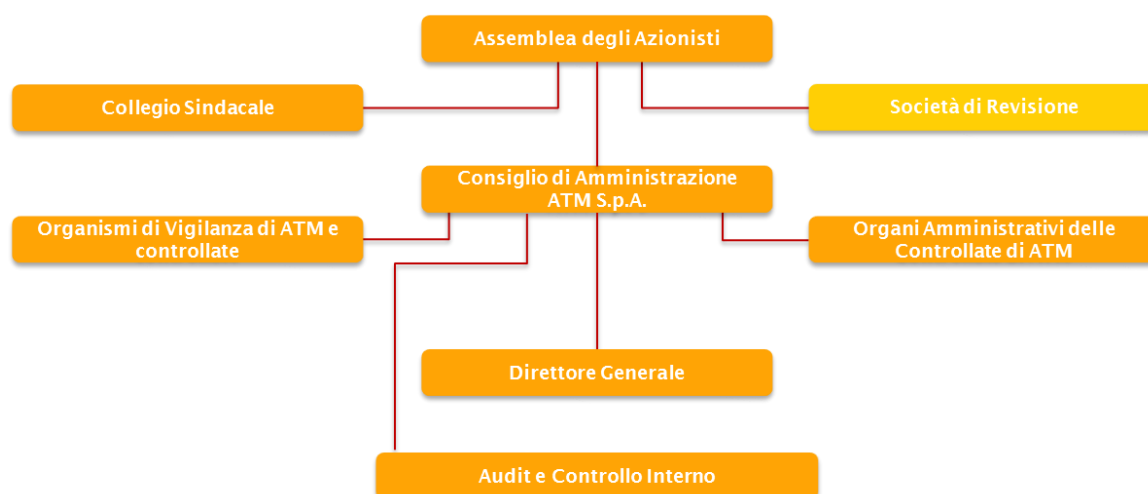 Assemblea degli Azionisti
Collegio Sindacale
Società di Revisione
Consiglio di Amministrazione
ATM S.p.A.
Organismi di Vigilanza di ATM e
controllate
Organi Amministrativi delle
Controllate di ATM
Direttore Generale
Audit e Controllo Interno